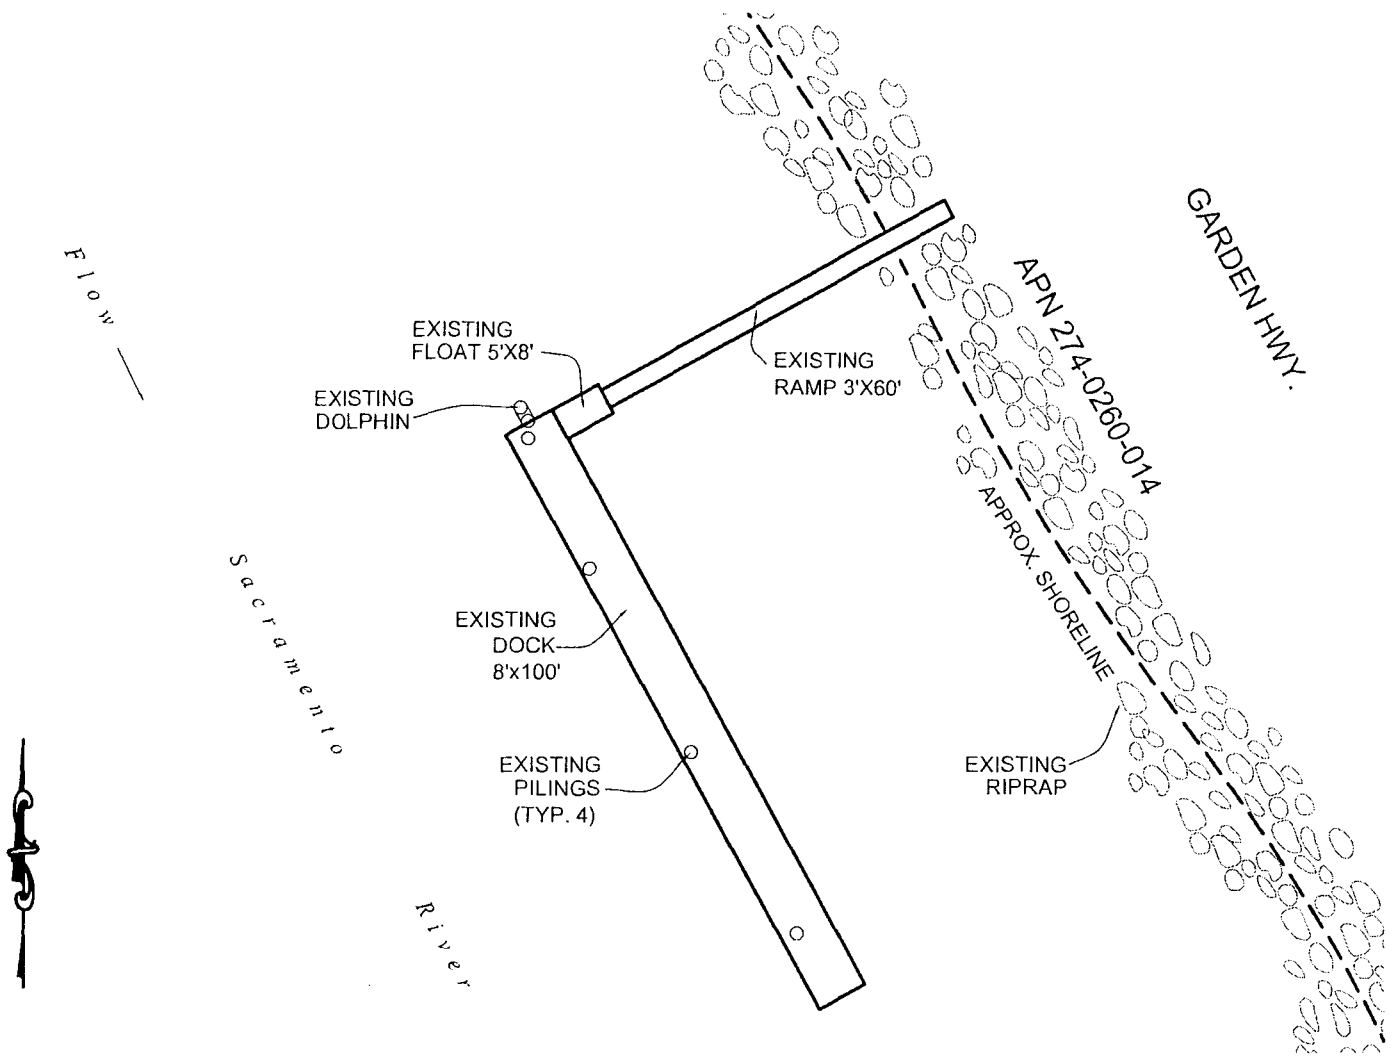 GARDEN HWY.
APN 274-0260-014
Flow
EXISTING
FLOAT 5'X8'
EXISTING
RAMP 3'X60'
EXISTING
DOLPHIN
APPROX. SHORELINE
Sacramento
EXISTING
DOCK
8'x100'
EXISTING
PILINGS
(TYP. 4)
EXISTING
RIPRAP
River